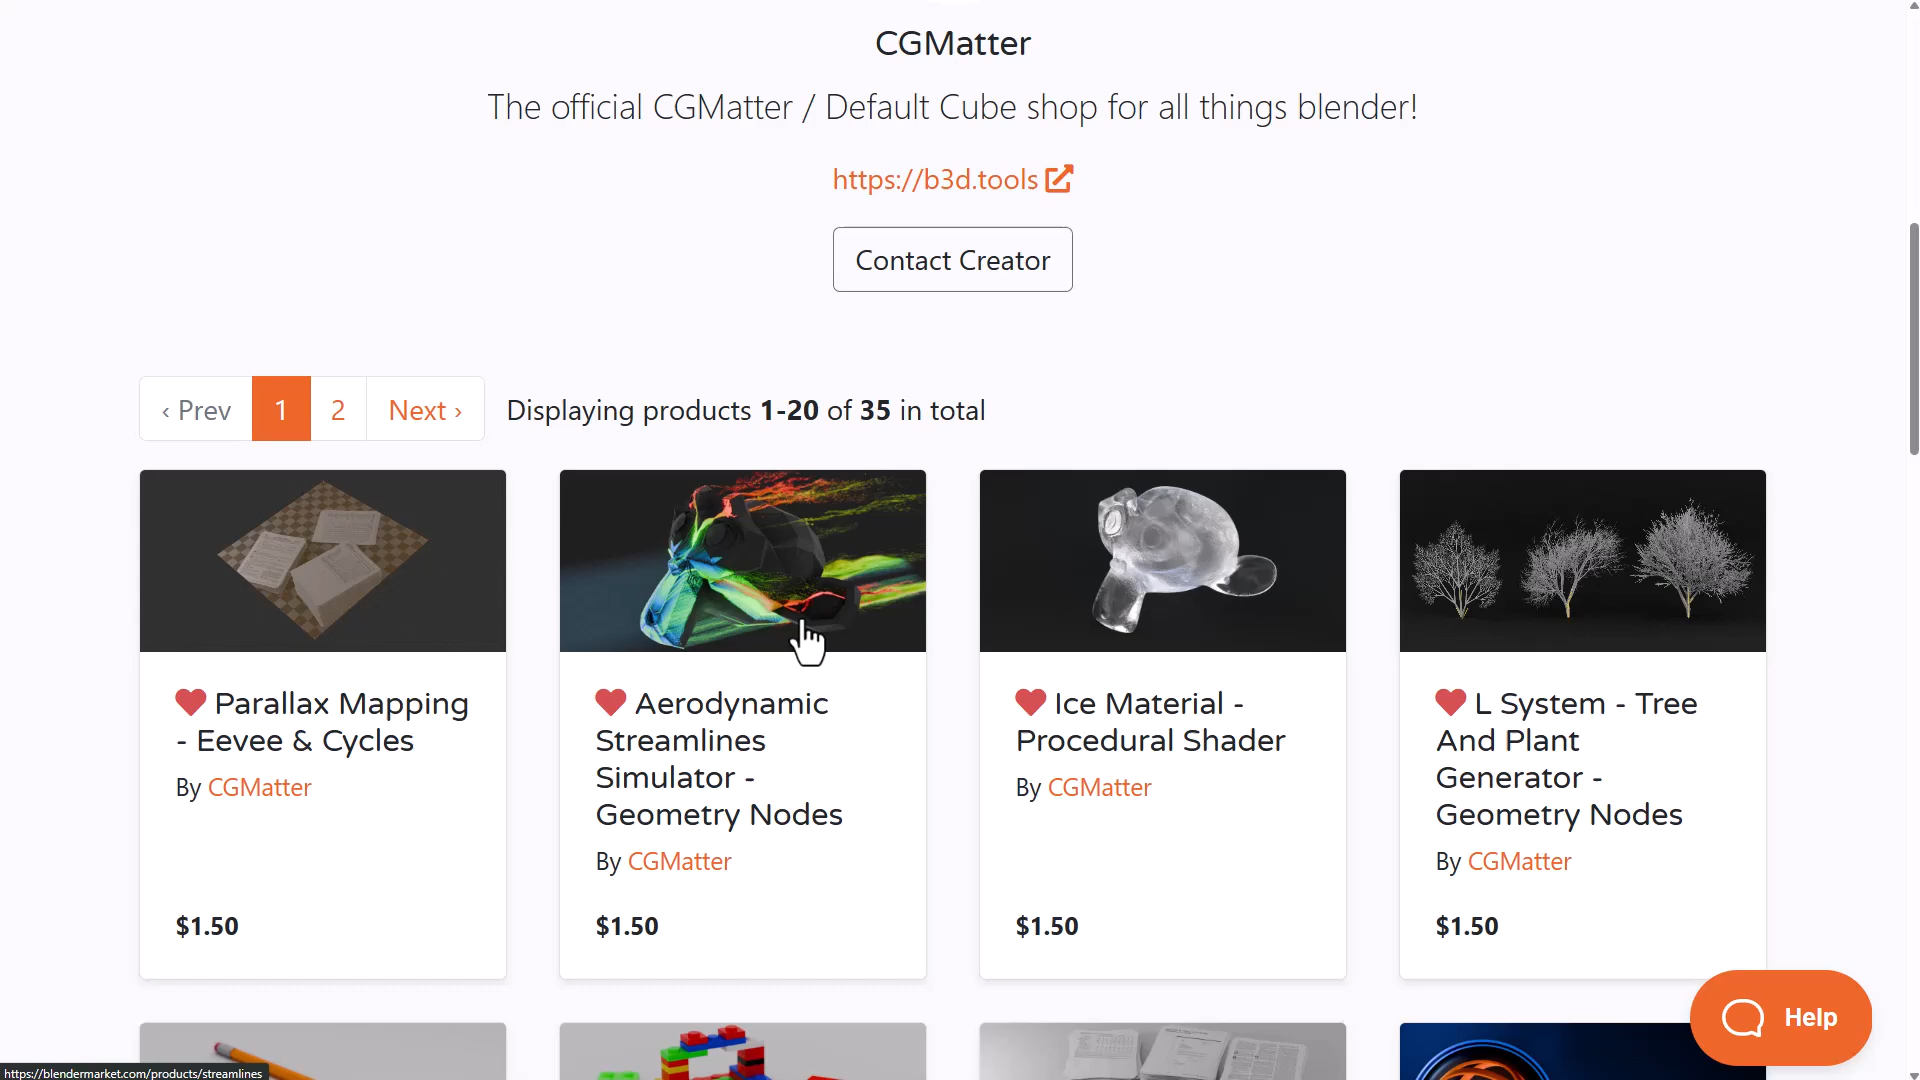 CGMatter
The official CGMatter / Default Cube shop for all things blender!
https://b3d.tools
Contact Creator
‹ Prev 1 2 Next › Displaying products 1-20 of 35 in total
Parallax Mapping
- Eevee & Cycles
By CGMatter
$1.50
Aerodynamic
Streamlines
Simulator -
Geometry Nodes
By CGMatter
$1.50
Ice Material -
Procedural Shader
By CGMatter
$1.50
L System - Tree
And Plant
Generator -
Geometry Nodes
By CGMatter
$1.50
Help
https://blendermarket.com/products/streamlines